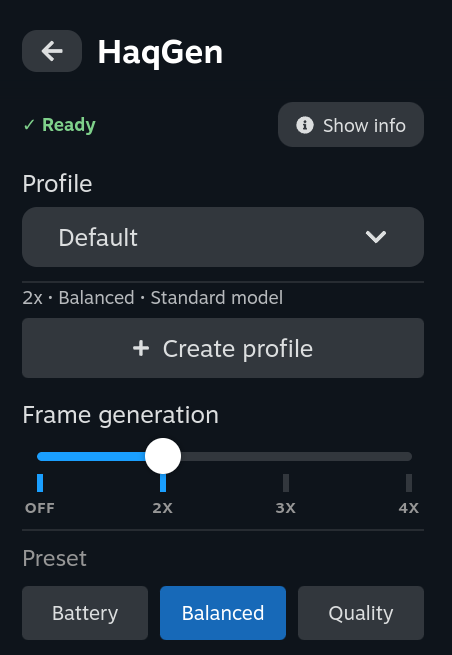 HaqGen
✓ Ready
Show info
Profile
Default
2x · Balanced · Standard model
+ Create profile
Frame generation
OFF 2X 3X 4X
Preset
Battery Balanced Quality